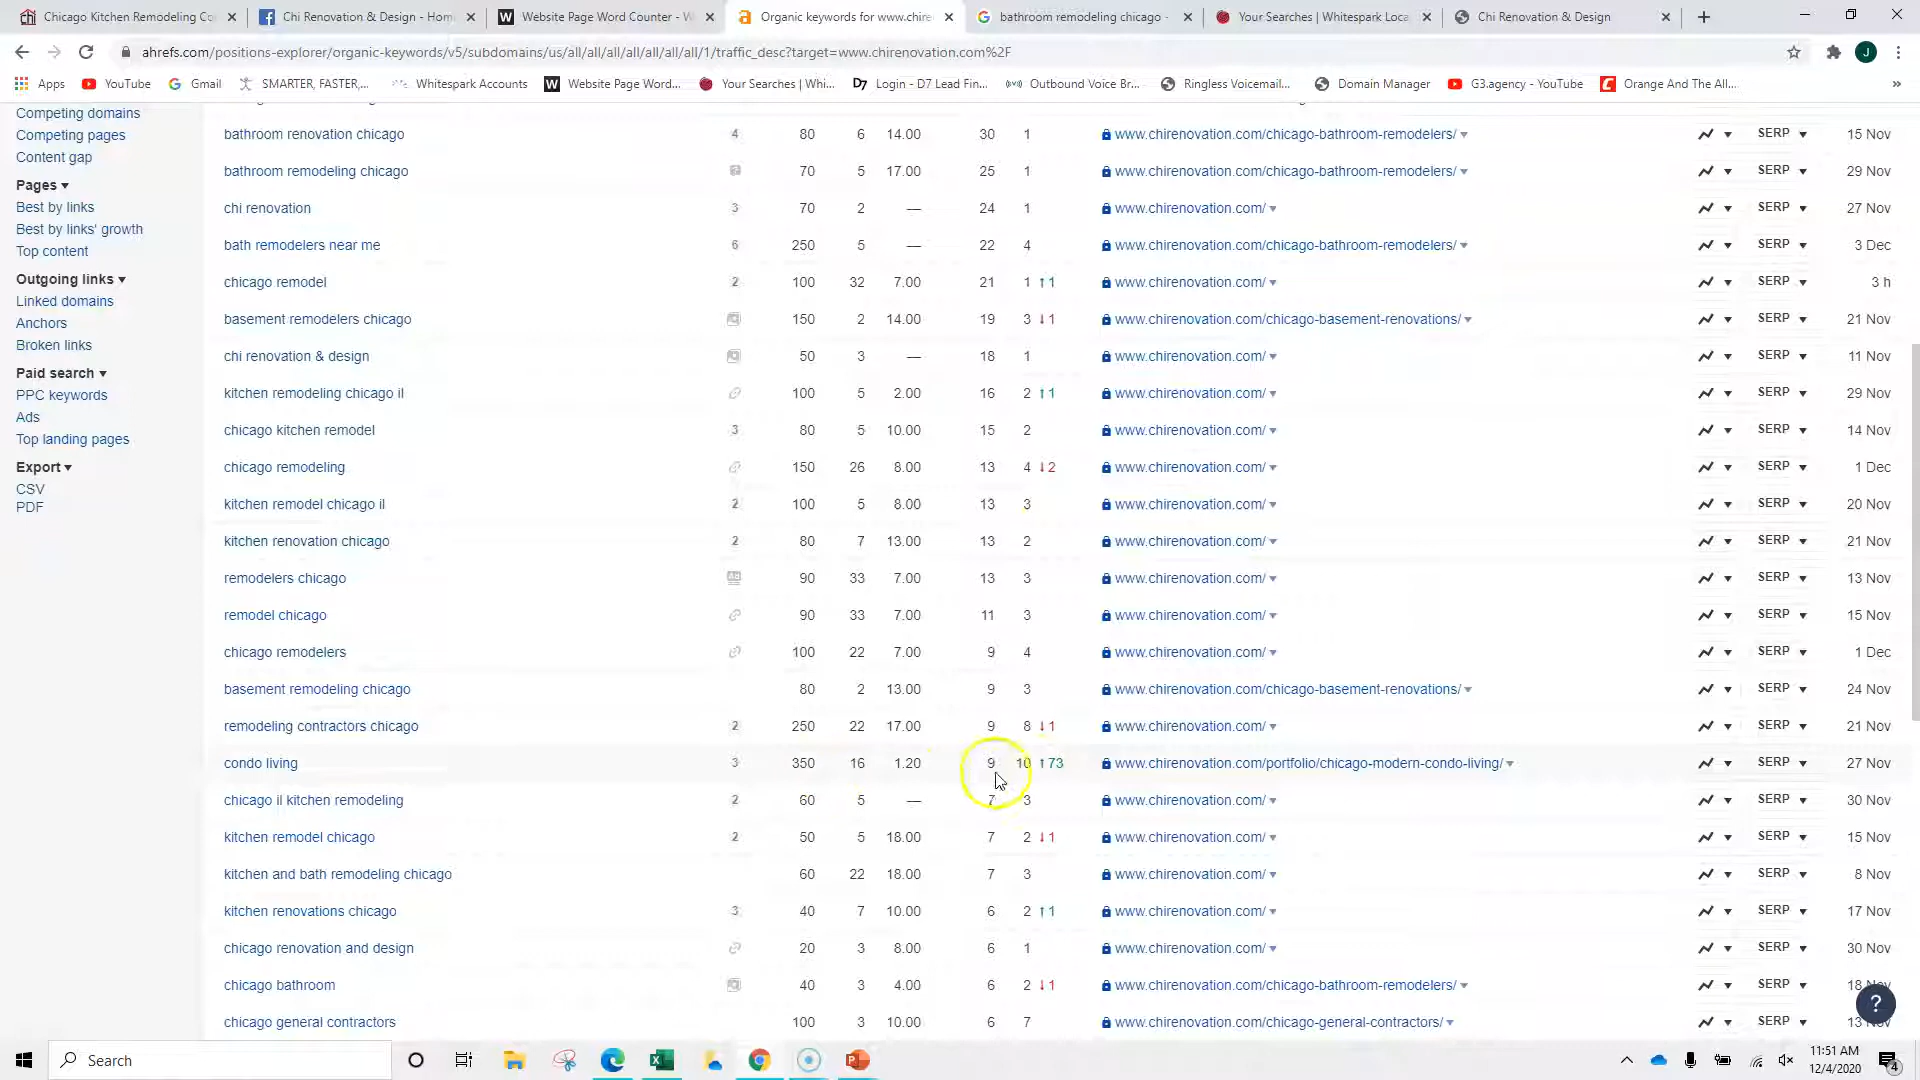 Chicago Kitchen Remodeling Co
Chi Renovation & Design - Hom
Website Page Word Counter - W
Organic keywords for www.chire
bathroom remodeling chicago -
Your Searches | Whitespark Loca
Chi Renovation & Design
ahrefs.com/positions-explorer/organic-keywords/v5/subdomains/us/all/all/all/all/all/all/all/1/traffic_desc?target=www.chirenovation.com%2F
J
Apps YouTube Gmail SMARTER, FASTER,... Whitespark Accounts Website Page Word... Your Searches | Whi... D7 Login - D7 Lead Fin... Outbound Voice Br... Ringless Voicemail... Domain Manager G3.agency - YouTube Orange And The All... »
Competing domains
Competing pages
Content gap
Pages
Best by links
Best by links' growth
Top content
Outgoing links
Linked domains
Anchors
Broken links
Paid search
PPC keywords
Ads
Top landing pages
Export
CSV
PDF
bathroom renovation chicago 4 80 6 14.00 30 1 www.chirenovation.com/chicago-bathroom-remodelers/ SERP 15 Nov
bathroom remodeling chicago 70 5 17.00 25 1 www.chirenovation.com/chicago-bathroom-remodelers/ SERP 29 Nov
chi renovation 3 70 2 — 24 1 www.chirenovation.com/ SERP 27 Nov
bath remodelers near me 6 250 5 — 22 4 www.chirenovation.com/chicago-bathroom-remodelers/ SERP 3 Dec
chicago remodel 2 100 32 7.00 21 1 ↑1 www.chirenovation.com/ SERP 3 h
basement remodelers chicago 150 2 14.00 19 3 ↓1 www.chirenovation.com/chicago-basement-renovations/ SERP 21 Nov
chi renovation & design 50 3 — 18 1 www.chirenovation.com/ SERP 11 Nov
kitchen remodeling chicago il 100 5 2.00 16 2 ↑1 www.chirenovation.com/ SERP 29 Nov
chicago kitchen remodel 3 80 5 10.00 15 2 www.chirenovation.com/ SERP 14 Nov
chicago remodeling 150 26 8.00 13 4 ↓2 www.chirenovation.com/ SERP 1 Dec
kitchen remodel chicago il 2 100 5 8.00 13 3 www.chirenovation.com/ SERP 20 Nov
kitchen renovation chicago 2 80 7 13.00 13 2 www.chirenovation.com/ SERP 21 Nov
remodelers chicago 90 33 7.00 13 3 www.chirenovation.com/ SERP 13 Nov
remodel chicago 90 33 7.00 11 3 www.chirenovation.com/ SERP 15 Nov
chicago remodelers 100 22 7.00 9 4 www.chirenovation.com/ SERP 1 Dec
basement remodeling chicago 80 2 13.00 9 3 www.chirenovation.com/chicago-basement-renovations/ SERP 24 Nov
remodeling contractors chicago 2 250 22 17.00 9 8 ↓1 www.chirenovation.com/ SERP 21 Nov
condo living 3 350 16 1.20 9 10 ↑73 www.chirenovation.com/portfolio/chicago-modern-condo-living/ SERP 27 Nov
chicago il kitchen remodeling 2 60 5 — 7 3 www.chirenovation.com/ SERP 30 Nov
kitchen remodel chicago 2 50 5 18.00 7 2 ↓1 www.chirenovation.com/ SERP 15 Nov
kitchen and bath remodeling chicago 60 22 18.00 7 3 www.chirenovation.com/ SERP 8 Nov
kitchen renovations chicago 3 40 7 10.00 6 2 ↑1 www.chirenovation.com/ SERP 17 Nov
chicago renovation and design 20 3 8.00 6 1 www.chirenovation.com/ SERP 30 Nov
chicago bathroom 40 3 4.00 6 2 ↓1 www.chirenovation.com/chicago-bathroom-remodelers/ SERP 18 Nov
chicago general contractors 100 3 10.00 6 7 www.chirenovation.com/chicago-general-contractors/ SERP 13 Nov
?
Search
11:51 AM
12/4/2020
4